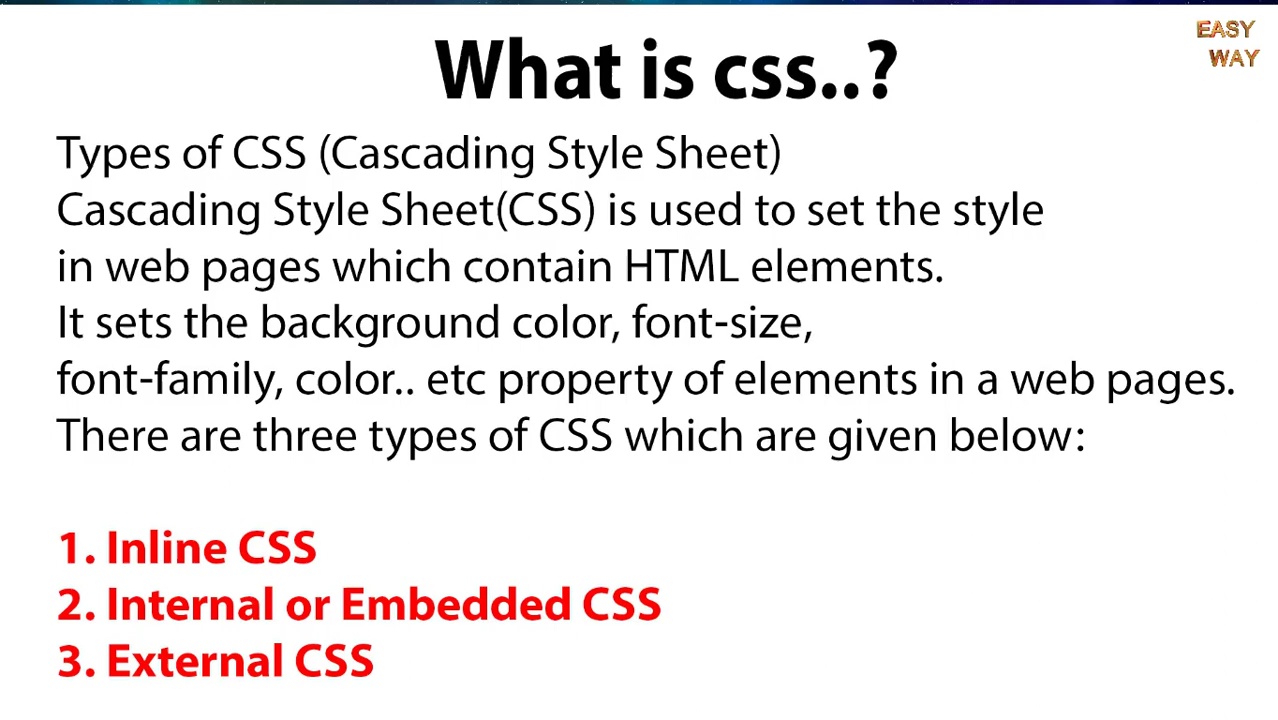 EASY
WAY
What is css..?
Types of CSS (Cascading Style Sheet)
Cascading Style Sheet(CSS) is used to set the style
in web pages which contain HTML elements.
It sets the background color, font-size,
font-family, color.. etc property of elements in a web pages.
There are three types of CSS which are given below:
1. Inline CSS
2. Internal or Embedded CSS
3. External CSS